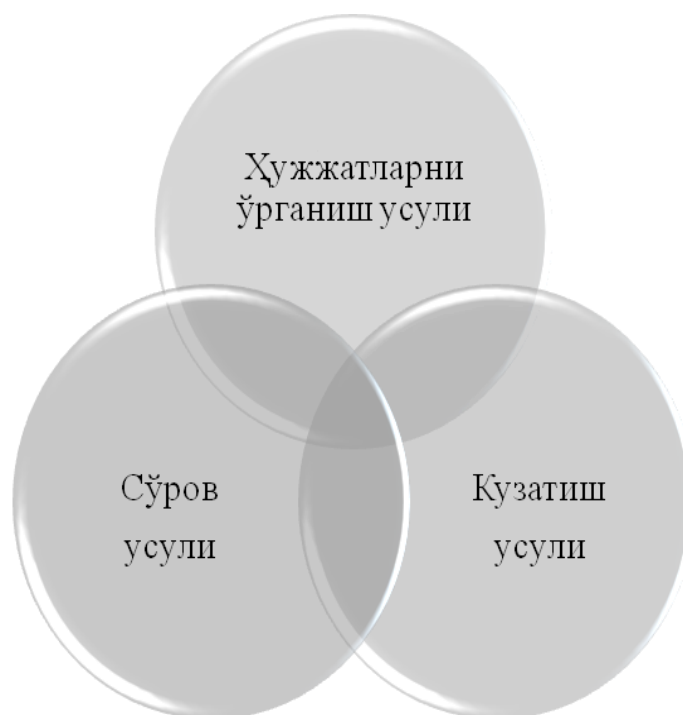 Ҳужжатларни
ўрганиш усули
Сўров
усули
Кузатиш
усули